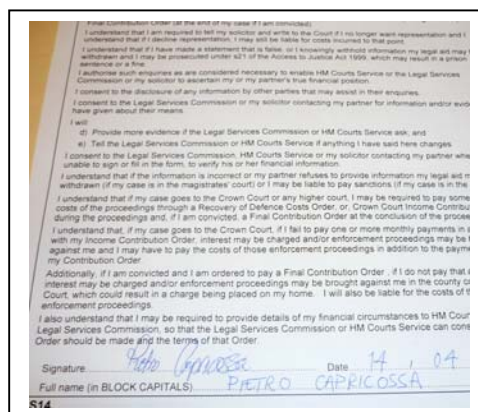 Final Contribution Order (at the end of my case if I am convicted)
I understand that I am required to tell my solicitor and write to the Court if I no longer want representation and I
understand that if I decline representation, I may still be liable for costs incurred to that point.
I understand that if I have made a statement that is false, or I knowingly withhold information my legal aid may
withdrawn and I may be prosecuted under s21 of the Access to Justice Act 1999, which may result in a prison
sentence or a fine.
I authorise such enquiries as are considered necessary to enable HM Courts Service or the Legal Services
Commission or my solicitor to ascertain my or my partner's true financial position.
I consent to the disclosure of any information by other parties that may assist in their enquiries.
I consent to the Legal Services Commission or my solicitor contacting my partner for information and/or evid
have given about their means.
I will:
d) Provide more evidence if the Legal Services Commission or HM Courts Service ask; and
e) Tell the Legal Services Commission or HM Courts Service if anything I have said here changes
I consent to the Legal Services Commission, HM Courts Service or my solicitor contacting my partner whe
unable to sign or fill in the form, to verify his or her financial information.
I understand that if the information is incorrect or my partner refuses to provide information my legal aid m
withdrawn (if my case is in the magistrates' court) or I may be liable to pay sanctions (if my case is in the
I understand that if my case goes to the Crown Court or any higher court, I may be required to pay some
costs of the proceedings through a Recovery of Defence Costs Order, or, Crown Court Income Contribu
during the proceedings and, if I am convicted, a Final Contribution Order at the conclusion of the procee
I understand that, if my case goes to the Crown Court, if I fail to pay one or more monthly payments in a
with my Income Contribution Order, interest may be charged and/or enforcement proceedings may be
against me and I may have to pay the costs of those enforcement proceedings in addition to the payme
my Contribution Order.
Additionally, if I am convicted and I am ordered to pay a Final Contribution Order , if I do not pay that
interest may be charged and/or enforcement proceedings may be brought against me in the county o
Court, which could result in a charge being placed on my home. I will also be liable for the costs of t
enforcement proceedings.
I also understand that I may be required to provide details of my financial circumstances to HM Cour
Legal Services Commission, so that the Legal Services Commission or HM Courts Service can cons
Order should be made and the terms of that Order.
Signature Pietro Capricossa Date 14 , 04
Full name (in BLOCK CAPITALS) PIETRO CAPRICOSSA
S14